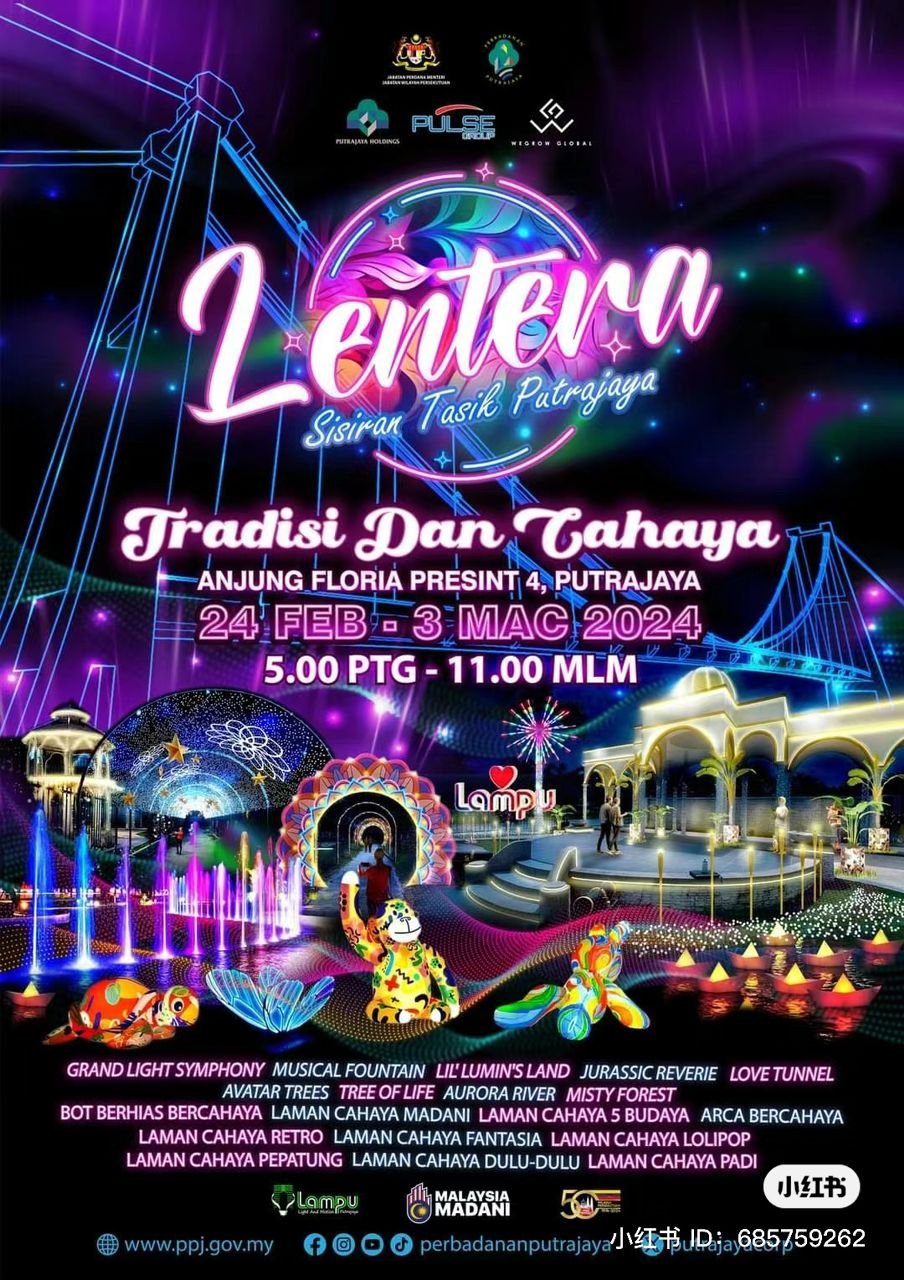 JABATAN PERDANA MENTERI
JABATAN WILAYAH PERSEKUTUAN
PERBADANAN PUTRAJAYA
PUTRAJAYA HOLDINGS
PULSE GROUP
WEGROW GLOBAL
Lentera
Sisiran Tasik Putrajaya
Tradisi Dan Cahaya
ANJUNG FLORIA PRESINT 4, PUTRAJAYA
24 FEB - 3 MAC 2024
5.00 PTG - 11.00 MLM
Lampu
GRAND LIGHT SYMPHONY MUSICAL FOUNTAIN LIL' LUMIN'S LAND JURASSIC REVERIE LOVE TUNNEL
AVATAR TREES TREE OF LIFE AURORA RIVER MISTY FOREST
BOT BERHIAS BERCAHAYA LAMAN CAHAYA MADANI LAMAN CAHAYA 5 BUDAYA ARCA BERCAHAYA
LAMAN CAHAYA RETRO LAMAN CAHAYA FANTASIA LAMAN CAHAYA LOLIPOP
LAMAN CAHAYA PEPATUNG LAMAN CAHAYA DULU-DULU LAMAN CAHAYA PADI
小红书
Lampu
Light And Motion Putrajaya
MALAYSIA MADANI
50
www.ppj.gov.my perbadananputrajaya putrajayacorp
小红书 ID: 685759262